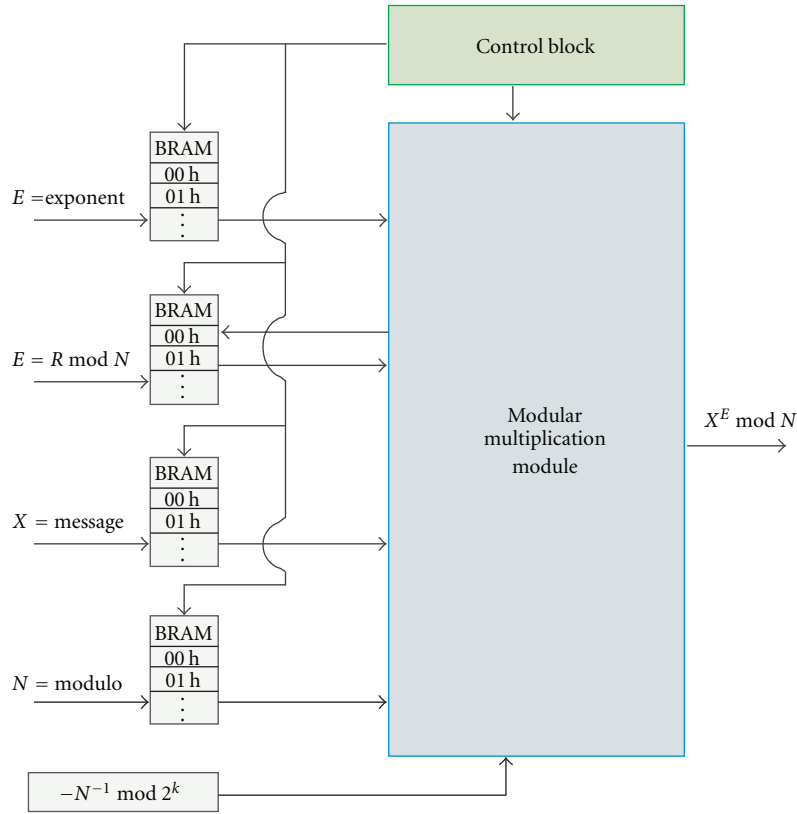 Control block
BRAM
00 h
01 h
⋮
E =exponent
BRAM
00 h
01 h
⋮
E = R mod N
Modular
multiplication
module
X^E mod N
BRAM
00 h
01 h
⋮
X = message
BRAM
00 h
01 h
⋮
N = modulo
−N^−1 mod 2^k